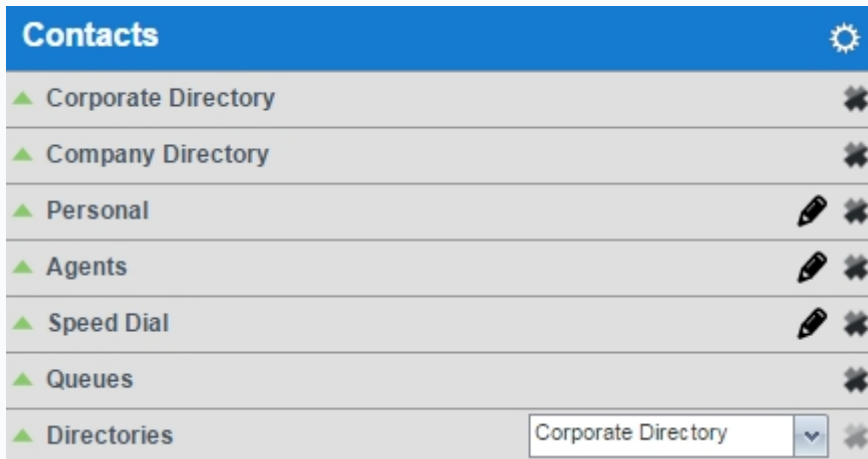 Contacts
Corporate Directory
Company Directory
Personal
Agents
Speed Dial
Queues
Directories Corporate Directory